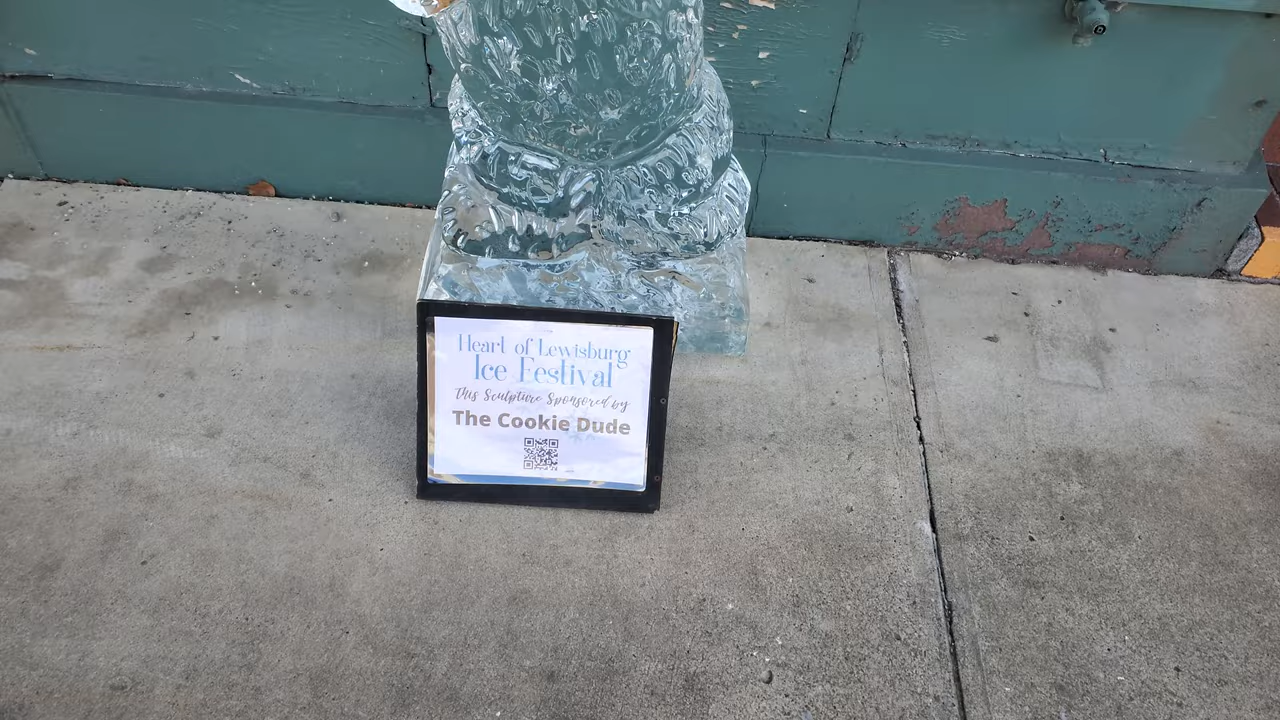 Heart of Lewisburg
Ice Festival
This Sculpture Sponsored by
The Cookie Dude